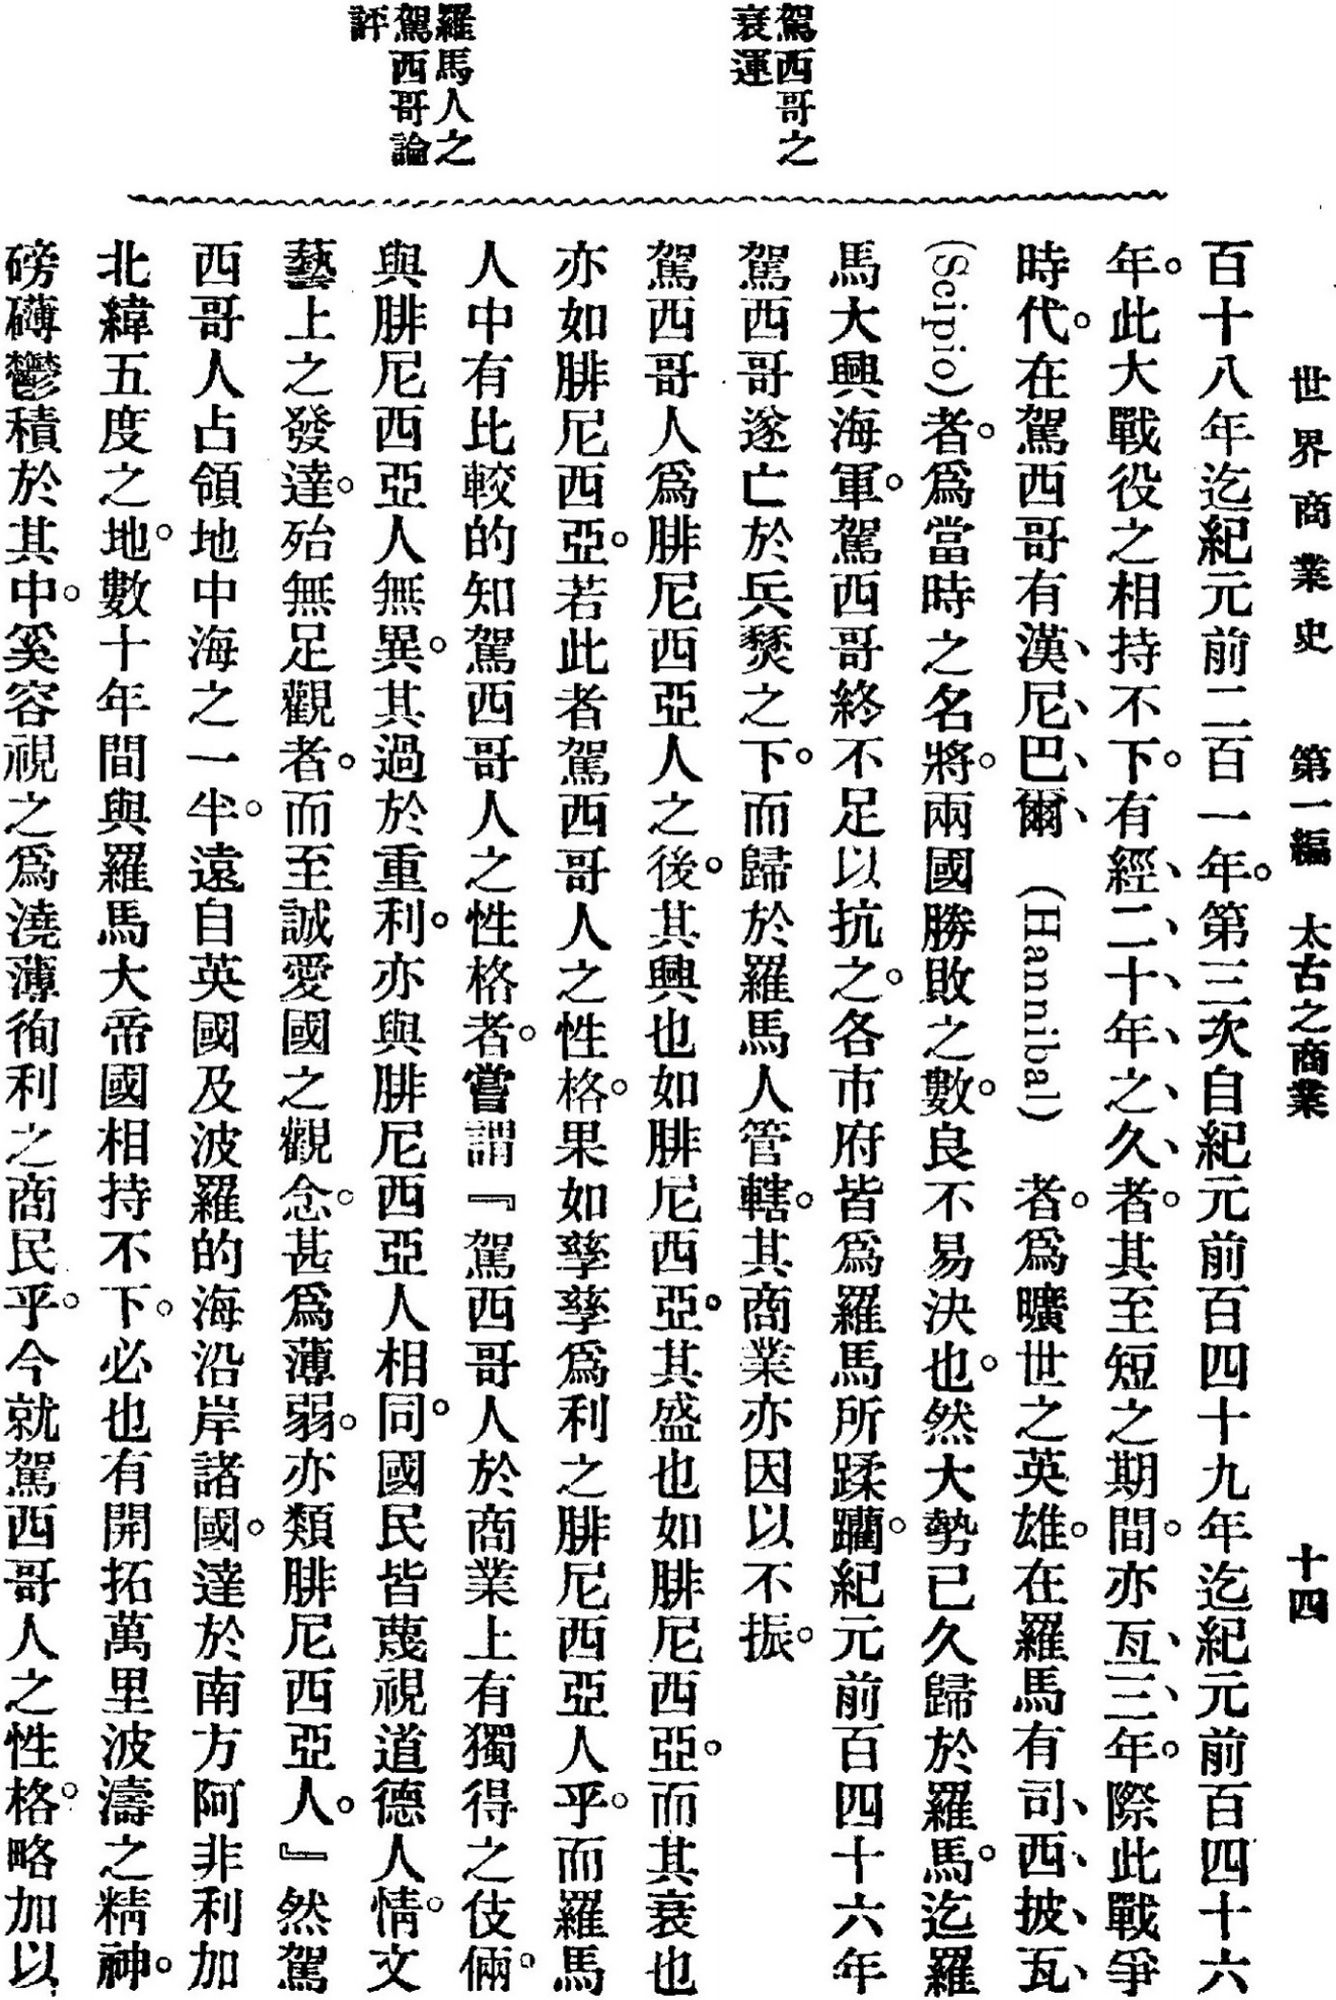 世界商業史　第一編　太古之商業　十四
百十八年迄紀元前二百一年。第三次自紀元前百四十九年迄紀元前百四十六
年。此大戰役之相持不下。有經、二、十、年、之、久、者。其至短之期間。亦亙、三、年。際此戰爭
時代。在駕西哥有漢、尼、巴、爾、(Hannibal)者。爲曠世之英雄。在羅馬有司、西、披、瓦、
(Scipio)者。爲當時之名將。兩國勝敗之數。良不易決也。然大勢已久歸於羅馬。迄羅
馬大興海軍。駕西哥終不足以抗之。各市府皆爲羅馬所蹂躪。紀元前百四十六年
駕西哥遂亡於兵燹之下。而歸於羅馬人管轄。其商業亦因以不振。
駕西哥人爲腓尼西亞人之後。其興也如腓尼西亞。其盛也如腓尼西亞。而其衰也
亦如腓尼西亞。若此者駕西哥人之性格。果如孳孳爲利之腓尼西亞人乎。而羅馬
人中有比較的知駕西哥人之性格者。嘗謂『駕西哥人於商業上有獨得之伎倆。
與腓尼西亞人無異。其過於重利。亦與腓尼西亞人相同。國民皆蔑視道德人情。文
藝上之發達。殆無足觀者。而至誠愛國之觀念。甚爲薄弱。亦類腓尼西亞人。』然駕
西哥人占領地中海之一半。遠自英國及波羅的海沿岸諸國。達於南方阿非利加
北緯五度之地。數十年間與羅馬大帝國相持不下。必也有開拓萬里波濤之精神。
磅礴鬱積於其中。奚容視之爲澆薄徇利之商民乎。今就駕西哥人之性格。略加以
駕西哥之
衰運
羅馬人之
駕西哥論
評